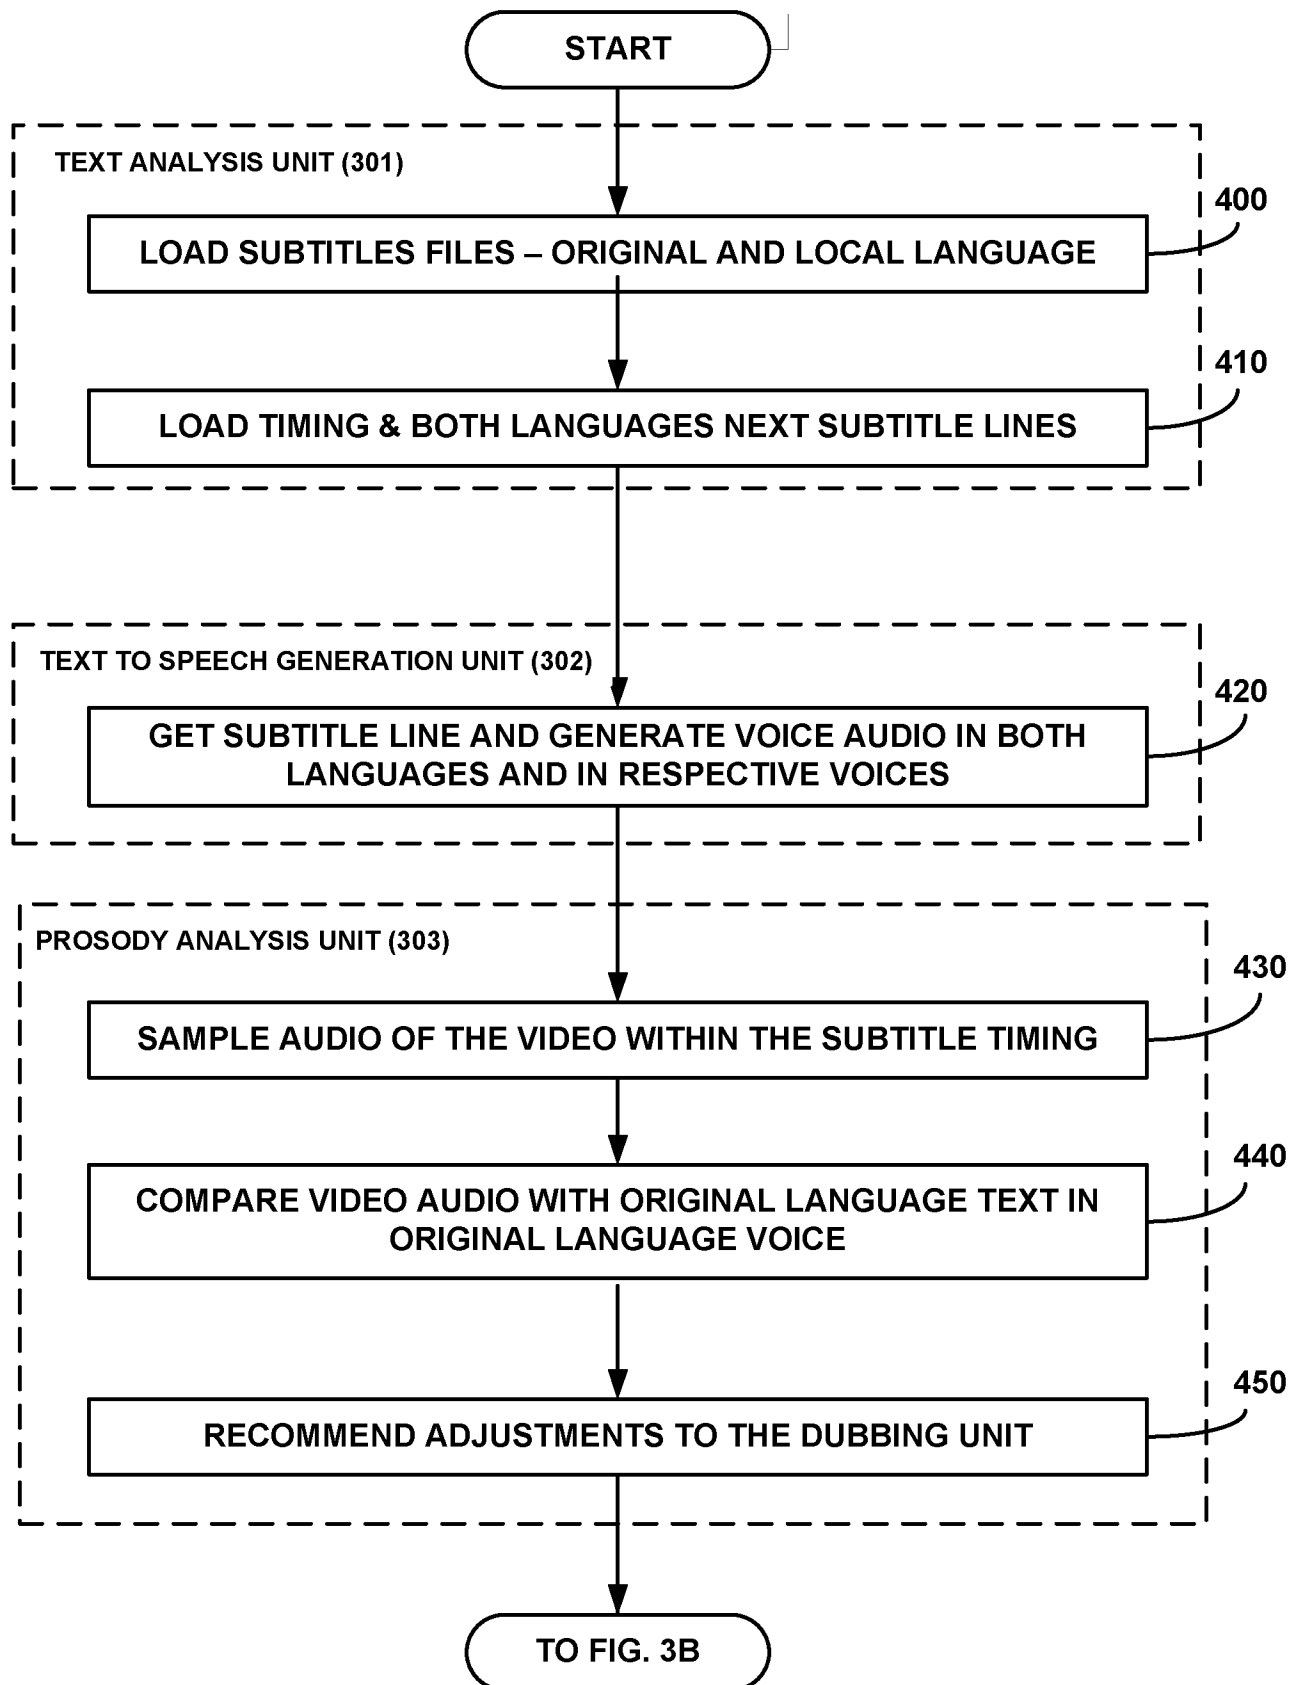 START
TEXT ANALYSIS UNIT (301)
400
LOAD SUBTITLES FILES – ORIGINAL AND LOCAL LANGUAGE
410
LOAD TIMING & BOTH LANGUAGES NEXT SUBTITLE LINES
TEXT TO SPEECH GENERATION UNIT (302)
420
GET SUBTITLE LINE AND GENERATE VOICE AUDIO IN BOTH
LANGUAGES AND IN RESPECTIVE VOICES
PROSODY ANALYSIS UNIT (303)
430
SAMPLE AUDIO OF THE VIDEO WITHIN THE SUBTITLE TIMING
440
COMPARE VIDEO AUDIO WITH ORIGINAL LANGUAGE TEXT IN
ORIGINAL LANGUAGE VOICE
450
RECOMMEND ADJUSTMENTS TO THE DUBBING UNIT
TO FIG. 3B